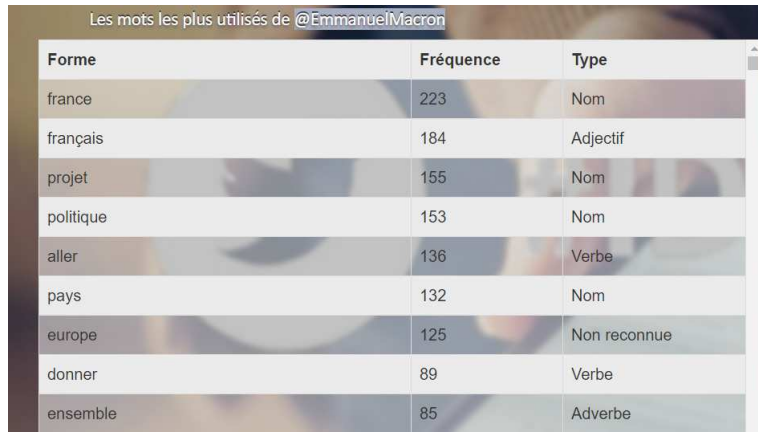 Les mots les plus utilisés de @EmmanuelMacron
Forme Fréquence Type
france 223 Nom
français 184 Adjectif
projet 155 Nom
politique 153 Nom
aller 136 Verbe
pays 132 Nom
europe 125 Non reconnue
donner 89 Verbe
ensemble 85 Adverbe